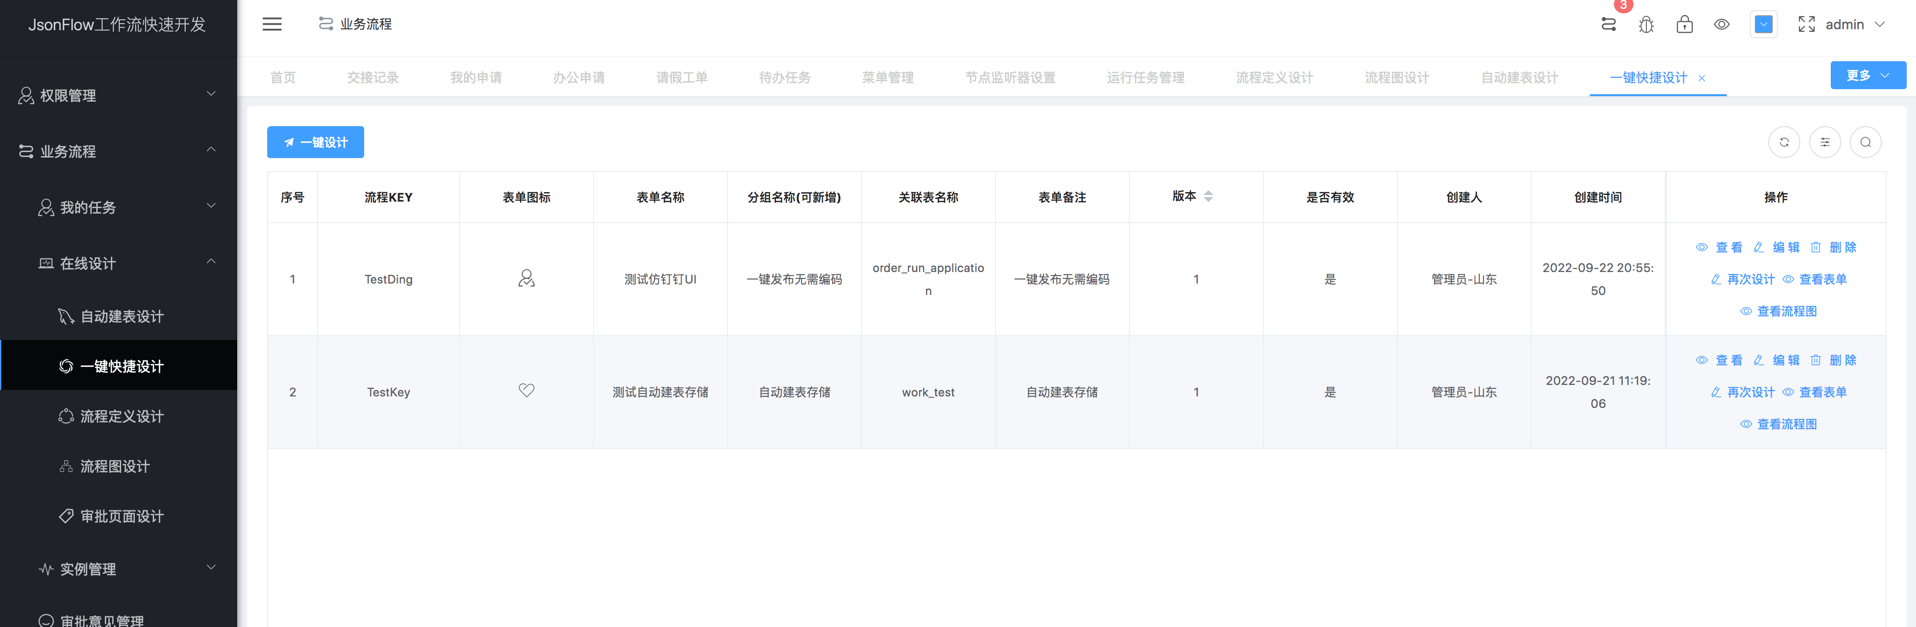 JsonFlow工作流快速开发
业务流程
3
admin
首页
交接记录
我的申请
办公申请
请假工单
待办任务
菜单管理
节点监听器设置
运行任务管理
流程定义设计
流程图设计
自动建表设计
一键快捷设计
更多
权限管理
业务流程
我的任务
在线设计
自动建表设计
一键快捷设计
流程定义设计
流程图设计
审批页面设计
实例管理
审批意见管理
一键设计
序号 流程KEY 表单图标 表单名称 分组名称(可新增) 关联表名称 表单备注 版本 是否有效 创建人 创建时间 操作
1 TestDing 测试仿钉钉UI 一键发布无需编码 order_run_applicatio
n
一键发布无需编码 1 是 管理员-山东 2022-09-22 20:55:
50
查看 编辑 删除
再次设计 查看表单
查看流程图
2 TestKey 测试自动建表存储 自动建表存储 work_test 自动建表存储 1 是 管理员-山东 2022-09-21 11:19:
06
查看 编辑 删除
再次设计 查看表单
查看流程图